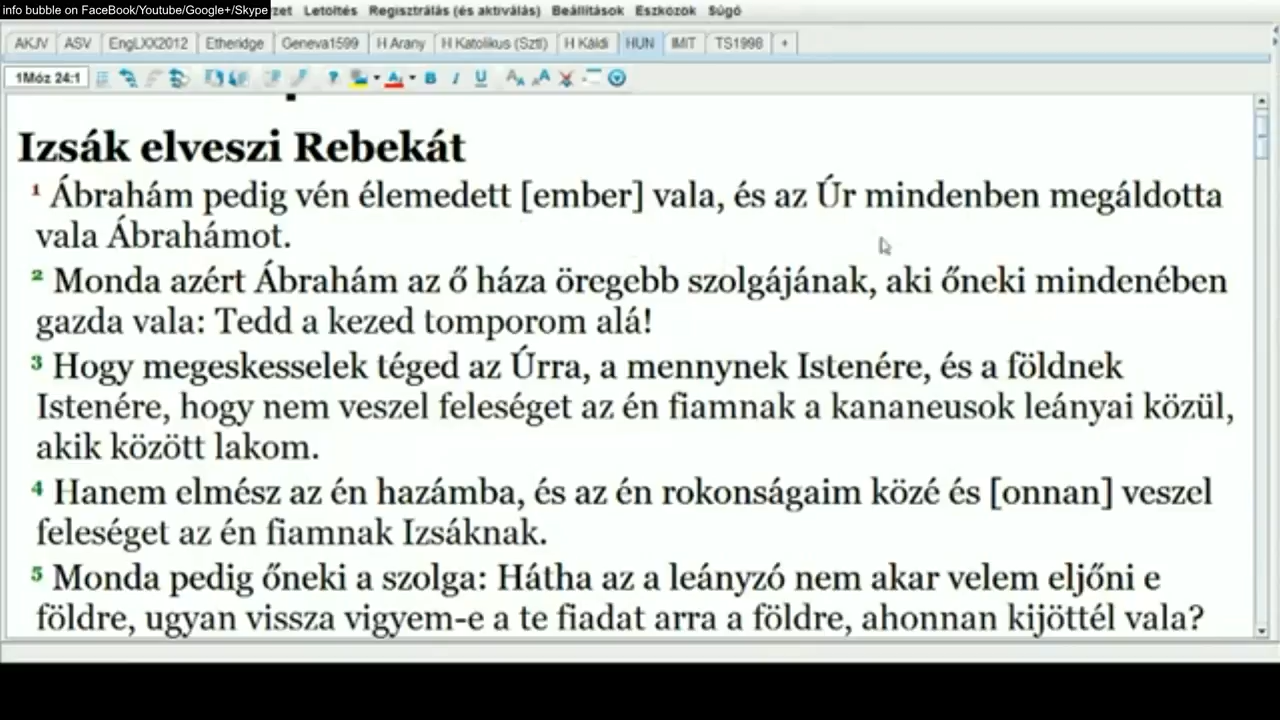 info bubble on FaceBook/Youtube/Google+/Skype
Letöltés Regisztrálás (és aktiválás) Beállítások Eszközök Súgó
AKJV ASV EngLXX2012 Etheridge Geneva1599 H Arany H Katolikus (SztI) H Káldi HUN IMIT TS1998 +
1Móz 24:1
Izsák elveszi Rebekát
1 Ábrahám pedig vén élemedett [ember] vala, és az Úr mindenben megáldotta
vala Ábrahámot.
2 Monda azért Ábrahám az ő háza öregebb szolgájának, aki őneki mindenében
gazda vala: Tedd a kezed tomporom alá!
3 Hogy megeskesselek téged az Úrra, a mennynek Istenére, és a földnek
Istenére, hogy nem veszel feleséget az én fiamnak a kananeusok leányai közül,
akik között lakom.
4 Hanem elmész az én hazámba, és az én rokonságaim közé és [onnan] veszel
feleséget az én fiamnak Izsáknak.
5 Monda pedig őneki a szolga: Hátha az a leányzó nem akar velem eljőni e
földre, ugyan vissza vigyem-e a te fiadat arra a földre, ahonnan kijöttél vala?